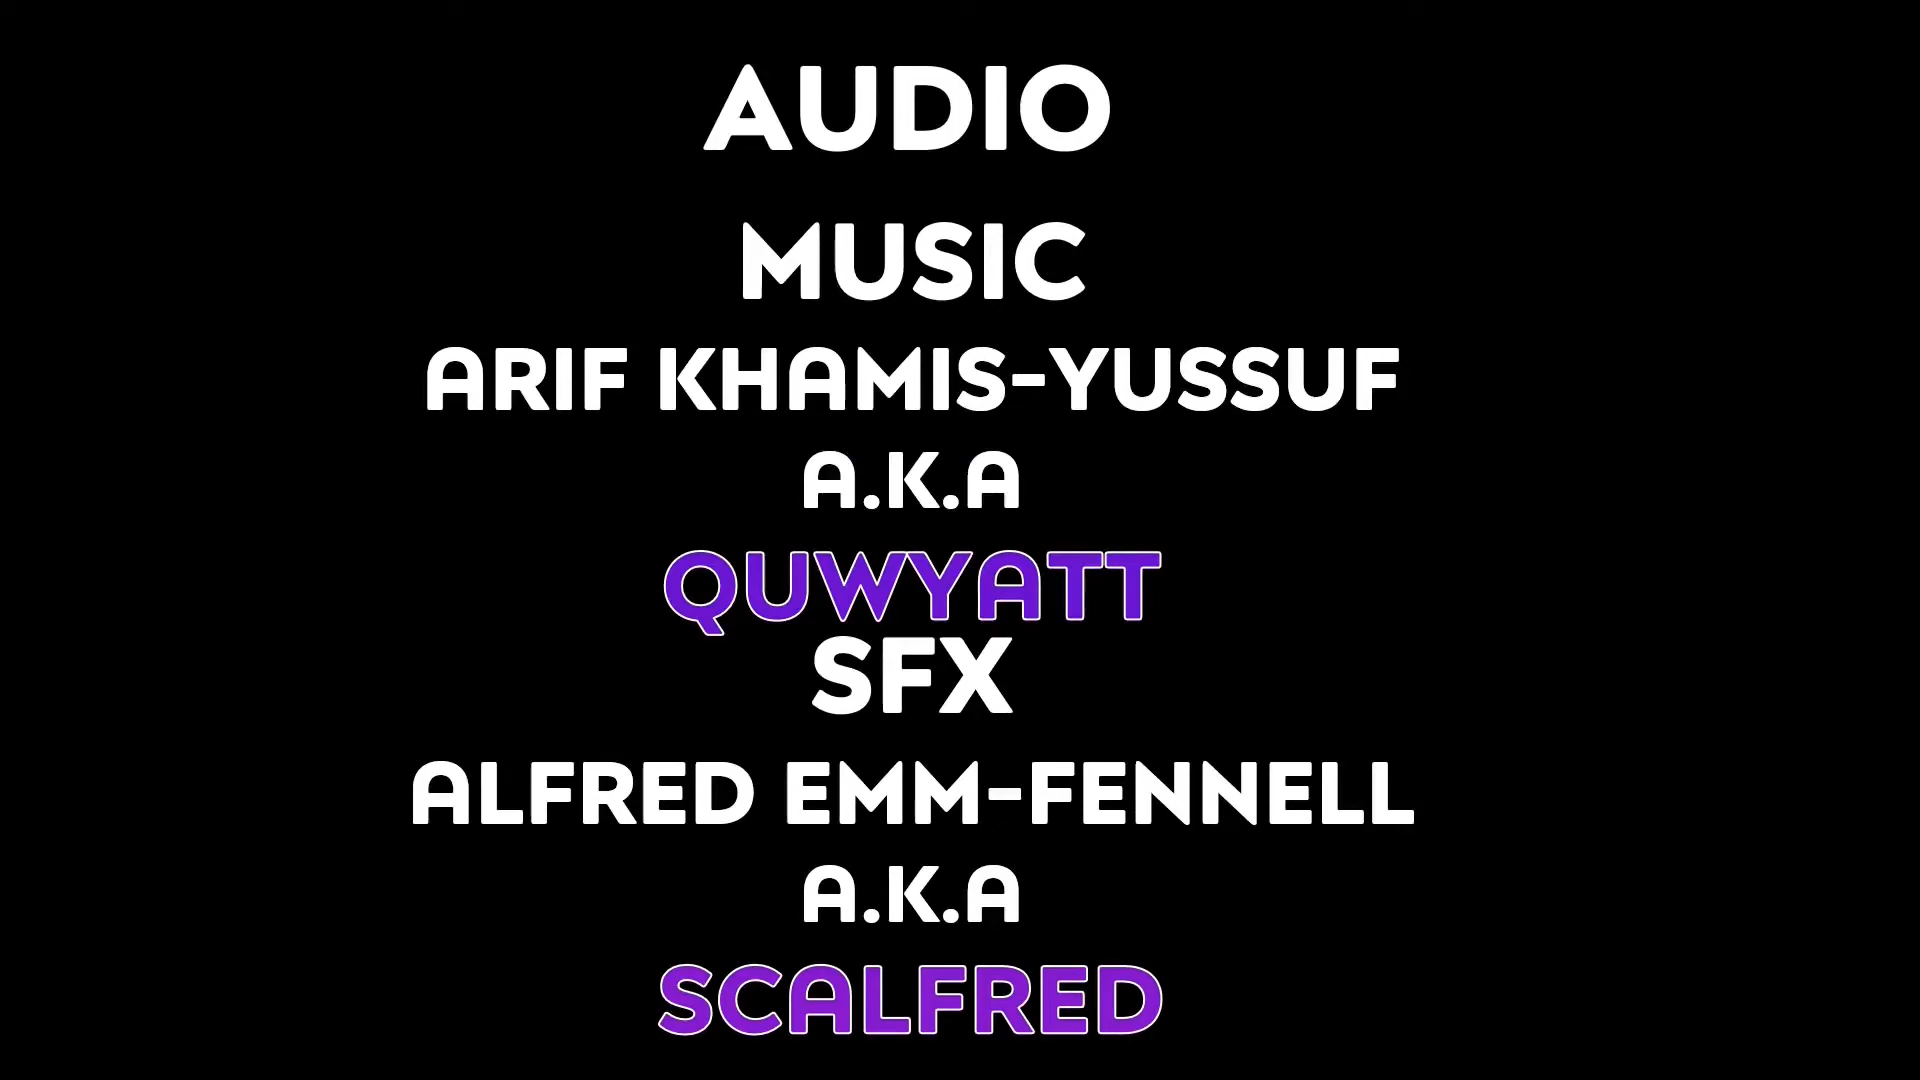 AUDIO
MUSIC
ARIF KHAMIS-YUSSUF
A.K.A
QUWYATT
SFX
ALFRED EMM-FENNELL
A.K.A
SCALFRED